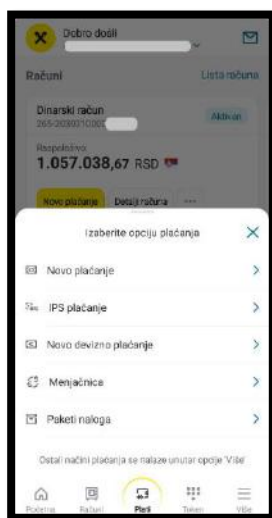 Dobro došli
Računi Lista računa
Dinarski račun
Aktivan
Raspoloživo
1.057.038,67 RSD
Novo plaćanje Detalji računa
Izaberite opciju plaćanja
Novo plaćanje
IPS plaćanje
Novo devizno plaćanje
Menjačnica
Paketi naloga
Ostali načini plaćanja se nalaze unutar opcije 'Više'
Početna Računi Plati Token Više